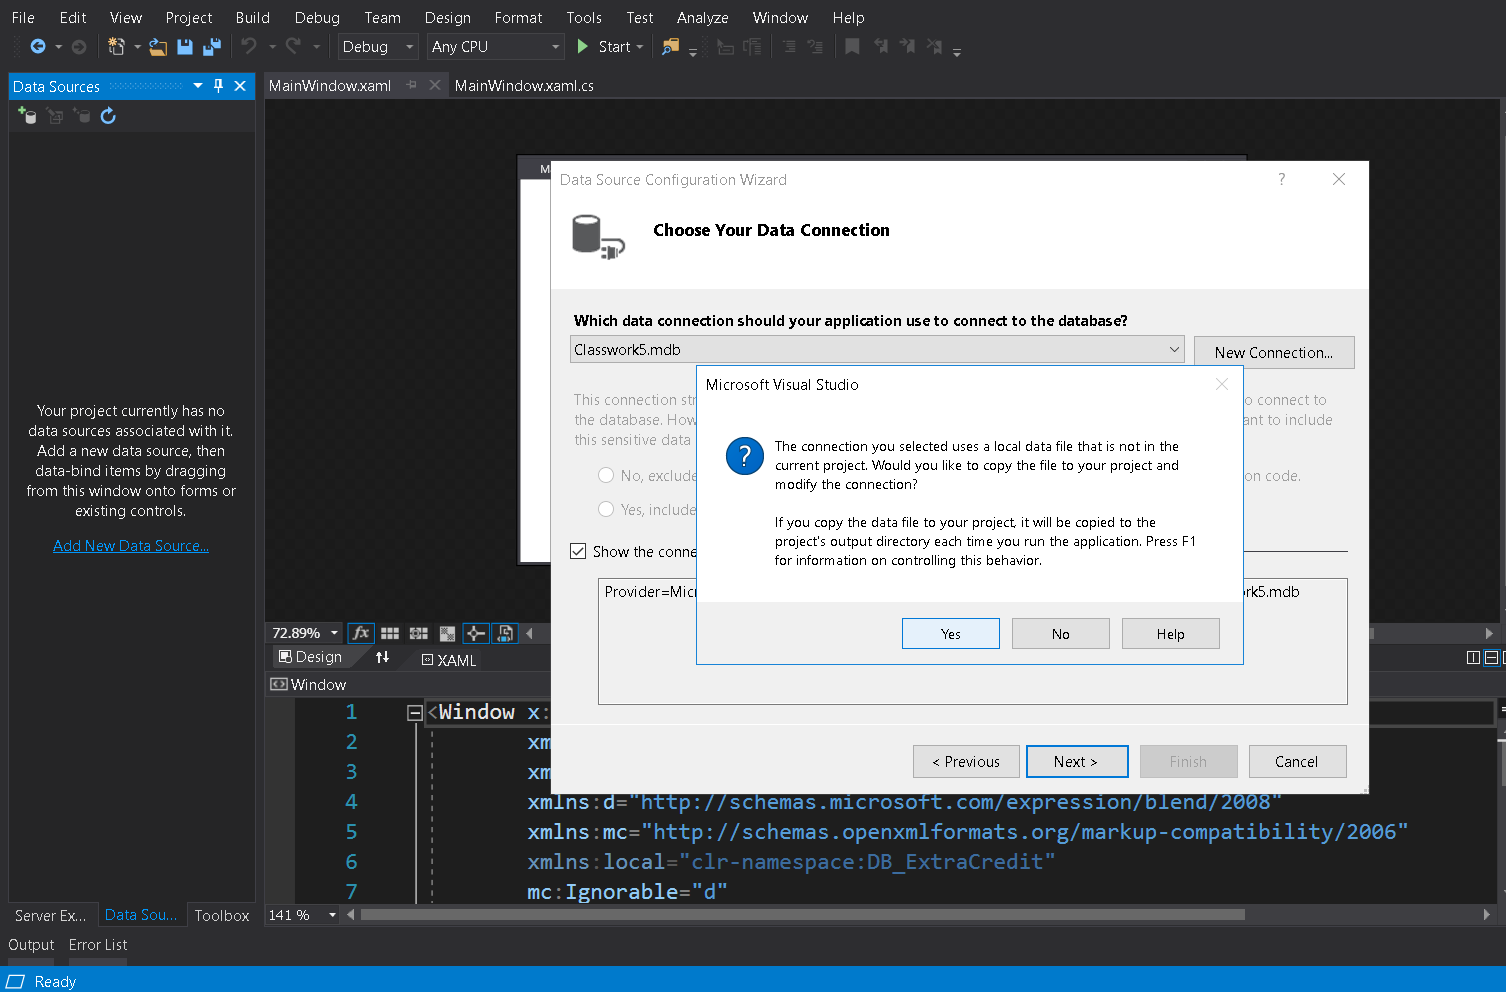 File Edit View Project Build Debug Team Design Format Tools Test Analyze Window Help
Debug Any CPU Start
Data Sources
MainWindow.xaml MainWindow.xaml.cs
Data Source Configuration Wizard ?
Choose Your Data Connection
Which data connection should your application use to connect to the database?
Classwork5.mdb New Connection...
This connection str
o connect to
the database. How
ant to include
this sensitive data
No, exclude
on code.
Yes, include
Show the conne
Provider=Micr
rk5.mdb
Microsoft Visual Studio
?
The connection you selected uses a local data file that is not in the
current project. Would you like to copy the file to your project and
modify the connection?
If you copy the data file to your project, it will be copied to the
project's output directory each time you run the application. Press F1
for information on controlling this behavior.
Yes No Help
< Previous Next > Finish Cancel
Your project currently has no
data sources associated with it.
Add a new data source, then
data-bind items by dragging
from this window onto forms or
existing controls.
Add New Data Source...
72.89% fx
Design XAML
Window
1 <Window x:
2 xm
3 xm
4 xmlns:d="http://schemas.microsoft.com/expression/blend/2008"
5 xmlns:mc="http://schemas.openxmlformats.org/markup-compatibility/2006"
6 xmlns:local="clr-namespace:DB_ExtraCredit"
7 mc:Ignorable="d"
141 %
Server Ex... Data Sou... Toolbox
Output Error List
Ready